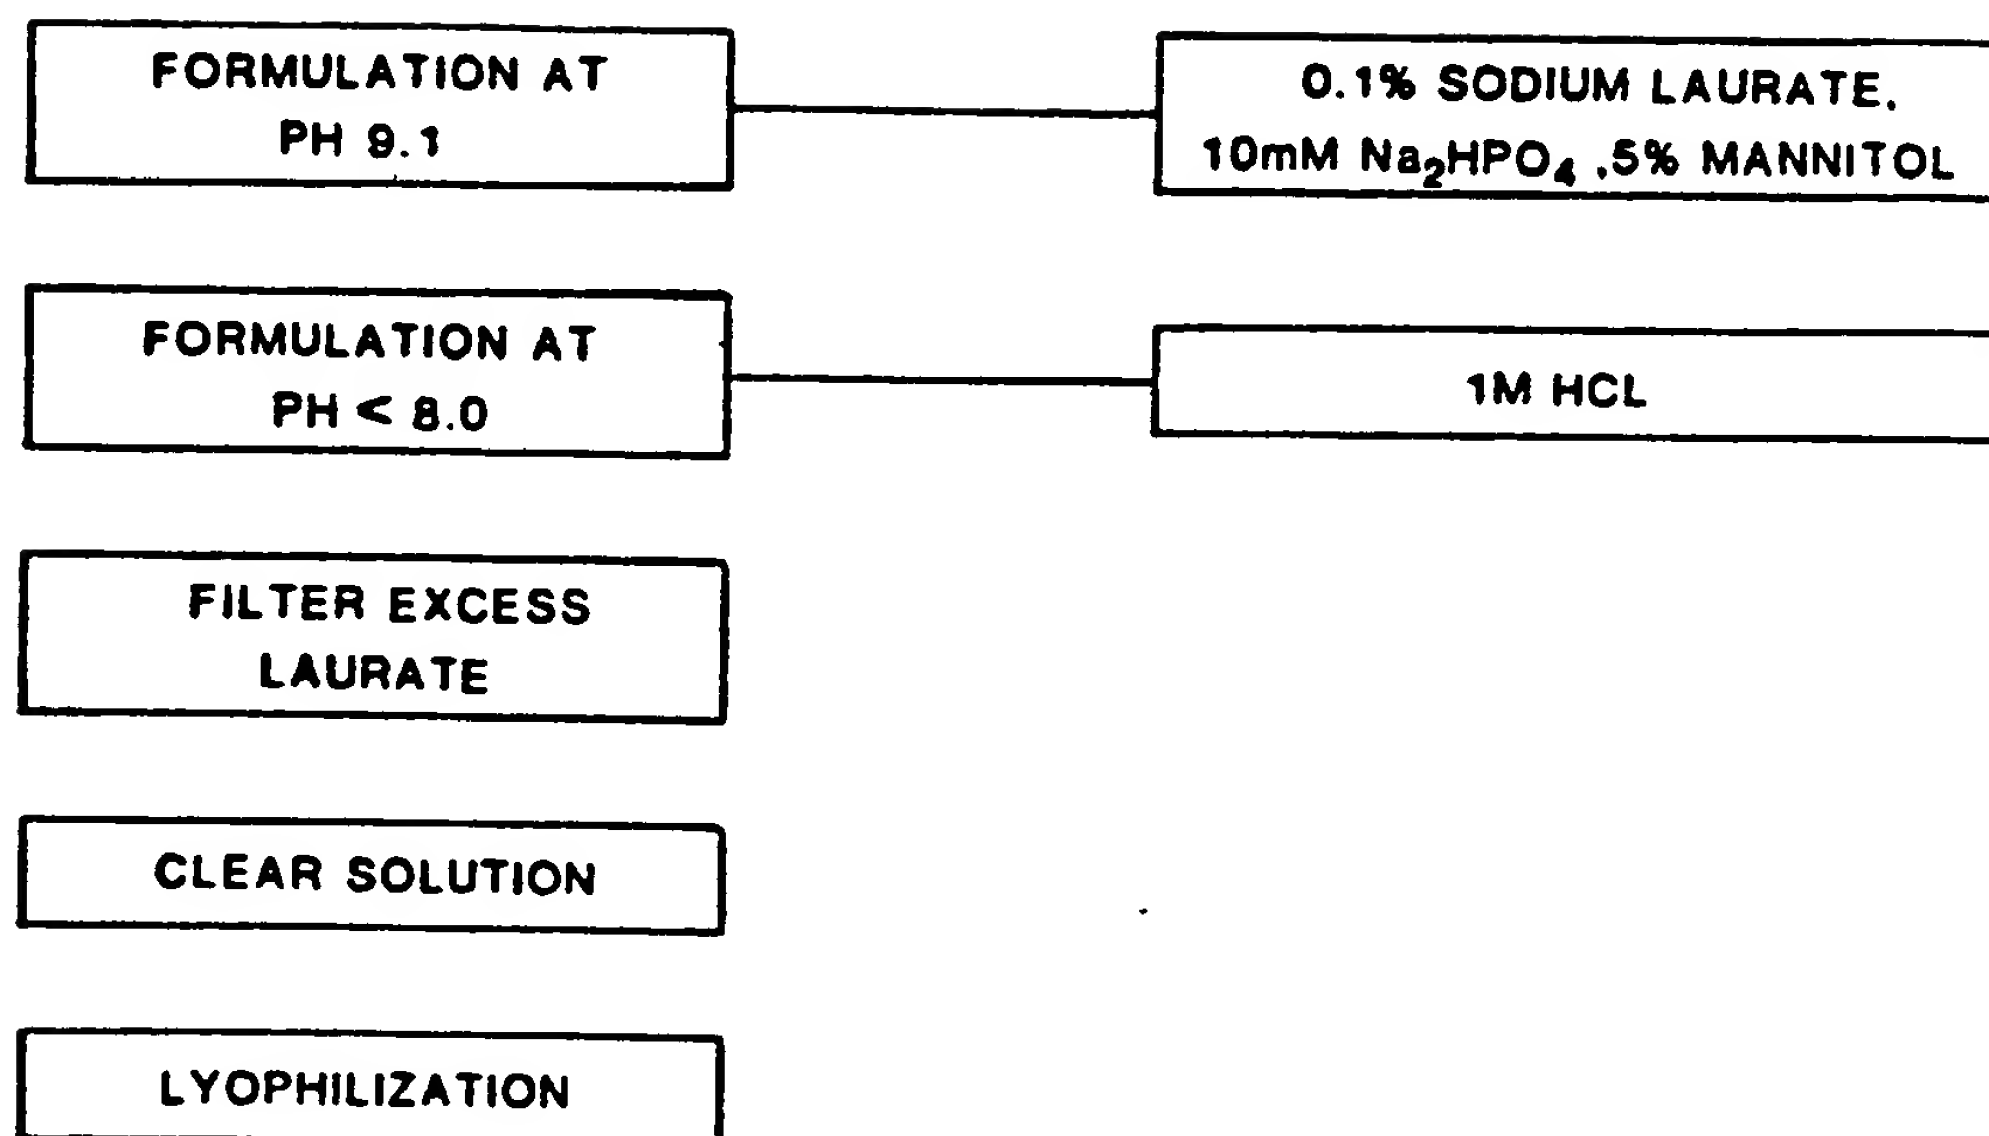 FORMULATION AT
PH 9.1
0.1% SODIUM LAURATE.
10mM Na₂HPO₄ .5% MANNITOL
FORMULATION AT
PH < 8.0
1M HCL
FILTER EXCESS
LAURATE
CLEAR SOLUTION
LYOPHILIZATION